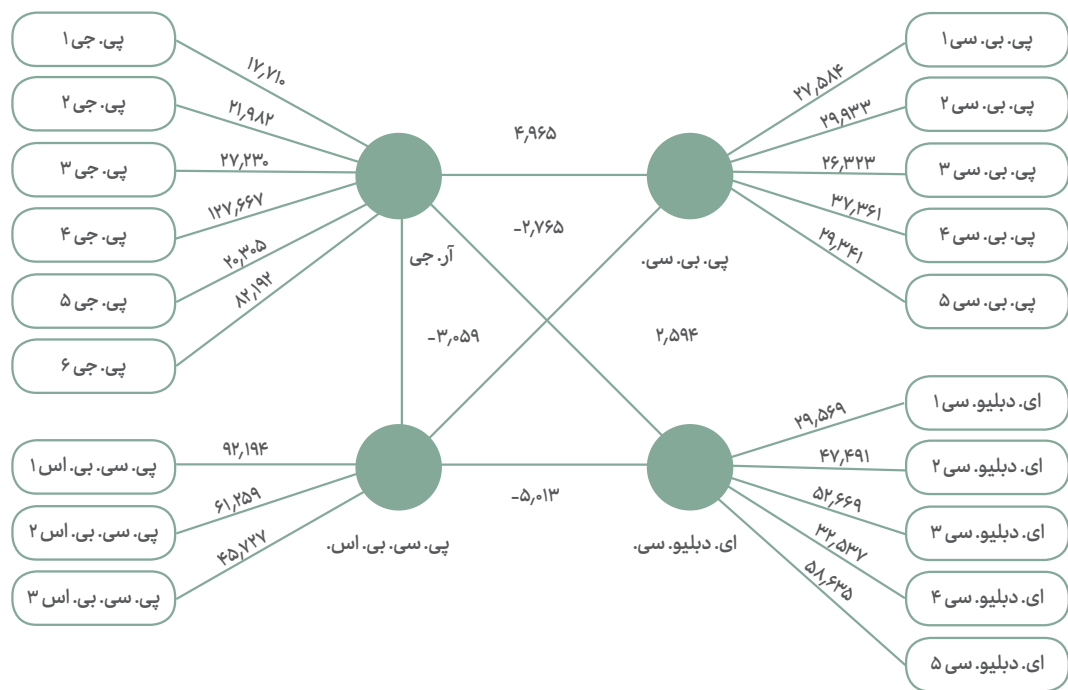 پی. جی ۱
پی. جی ۲
پی. جی ۳
پی. جی ۴
پی. جی ۵
پی. جی ۶
۱۷٫۷۱۰
۲۱٫۹۸۲
۲۷٫۲۳۰
۱۲۷٫۶۶۷
۲۰٫۳۰۵
۸۲٫۱۹۲
آر. جی
۴٫۹۶۵
−۲٫۷۶۵
−۳٫۰۵۹
۲٫۵۹۴
−۵٫۰۱۳
پی. بی. سی.
۲۷٫۵۸۴
۲۹٫۹۳۳
۲۶٫۳۲۳
۳۷٫۳۶۱
۲۹٫۳۴۱
پی. بی. سی ۱
پی. بی. سی ۲
پی. بی. سی ۳
پی. بی. سی ۴
پی. بی. سی ۵
پی. سی. بی. اس ۱
پی. سی. بی. اس ۲
پی. سی. بی. اس ۳
۹۲٫۱۹۴
۶۱٫۲۵۹
۴۵٫۷۲۷
پی. سی. بی. اس.
ای. دبلیو. سی.
۲۹٫۵۶۹
۴۷٫۴۹۱
۵۲٫۶۶۹
۳۲٫۵۳۷
۵۸٫۶۳۵
ای. دبلیو. سی ۱
ای. دبلیو. سی ۲
ای. دبلیو. سی ۳
ای. دبلیو. سی ۴
ای. دبلیو. سی ۵